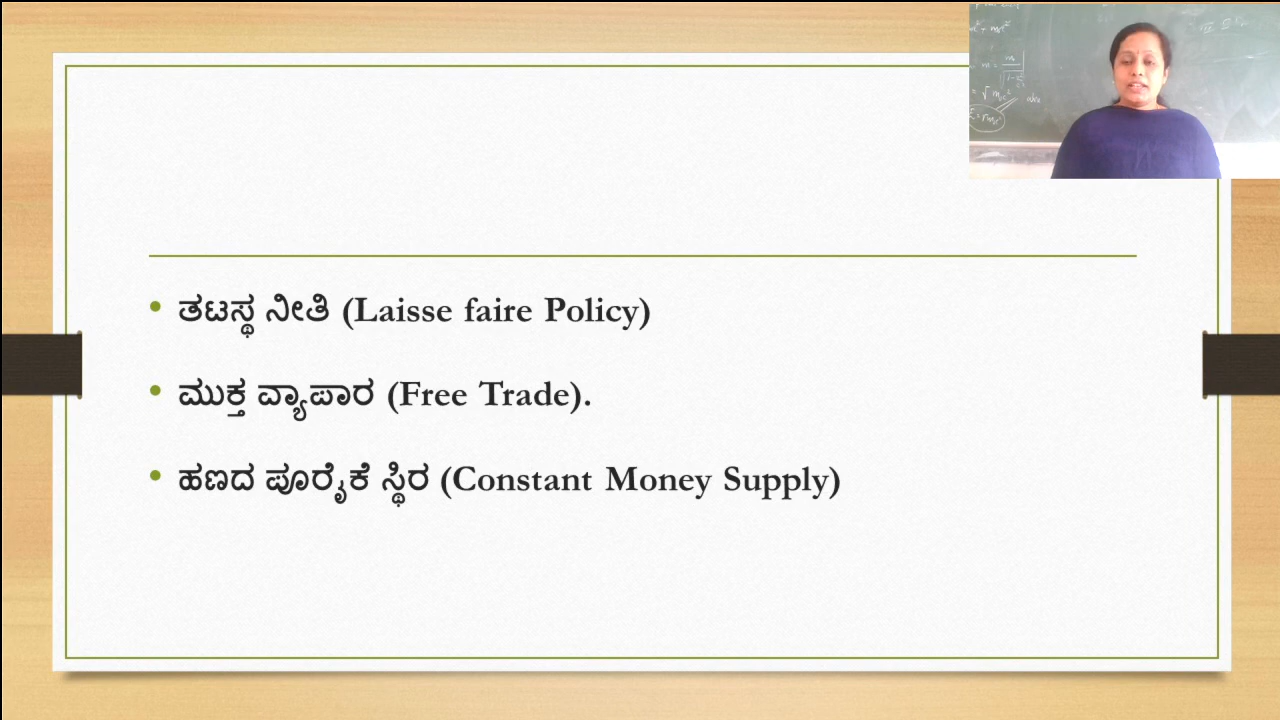 • ತಟಸ್ಥ ನೀತಿ (Laisse faire Policy)
• ಮುಕ್ತ ವ್ಯಾಪಾರ (Free Trade).
• ಹಣದ ಪೂರೈಕೆ ಸ್ಥಿರ (Constant Money Supply)